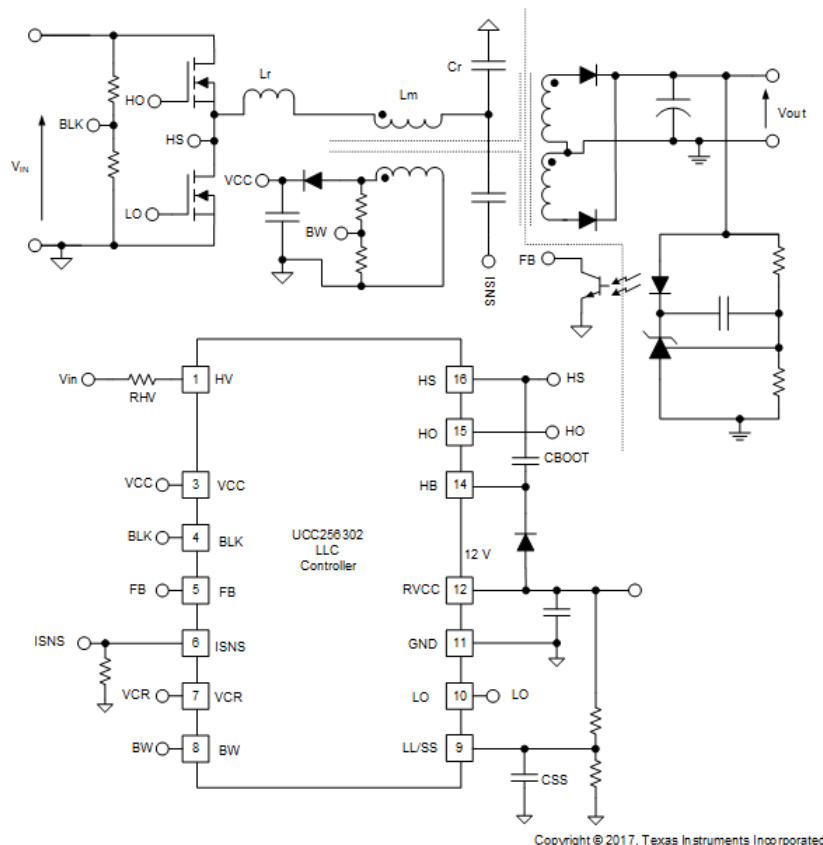 Lr
Cr
Lm
HO
BLK
HS
VIN
VCC
LO
BW
ISNS
FB
Vout
Vin
RHV
1
HV
HS
16
HS
HO
15
HO
CBOOT
VCC
3
VCC
HB
14
BLK
4
BLK
UCC256302
LLC
Controller
12 V
FB
5
FB
RVCC
12
ISNS
6
ISNS
GND
11
VCR
7
VCR
LO
10
LO
BW
8
BW
LL/SS
9
CSS
Copyright © 2017, Texas Instruments Incorporated